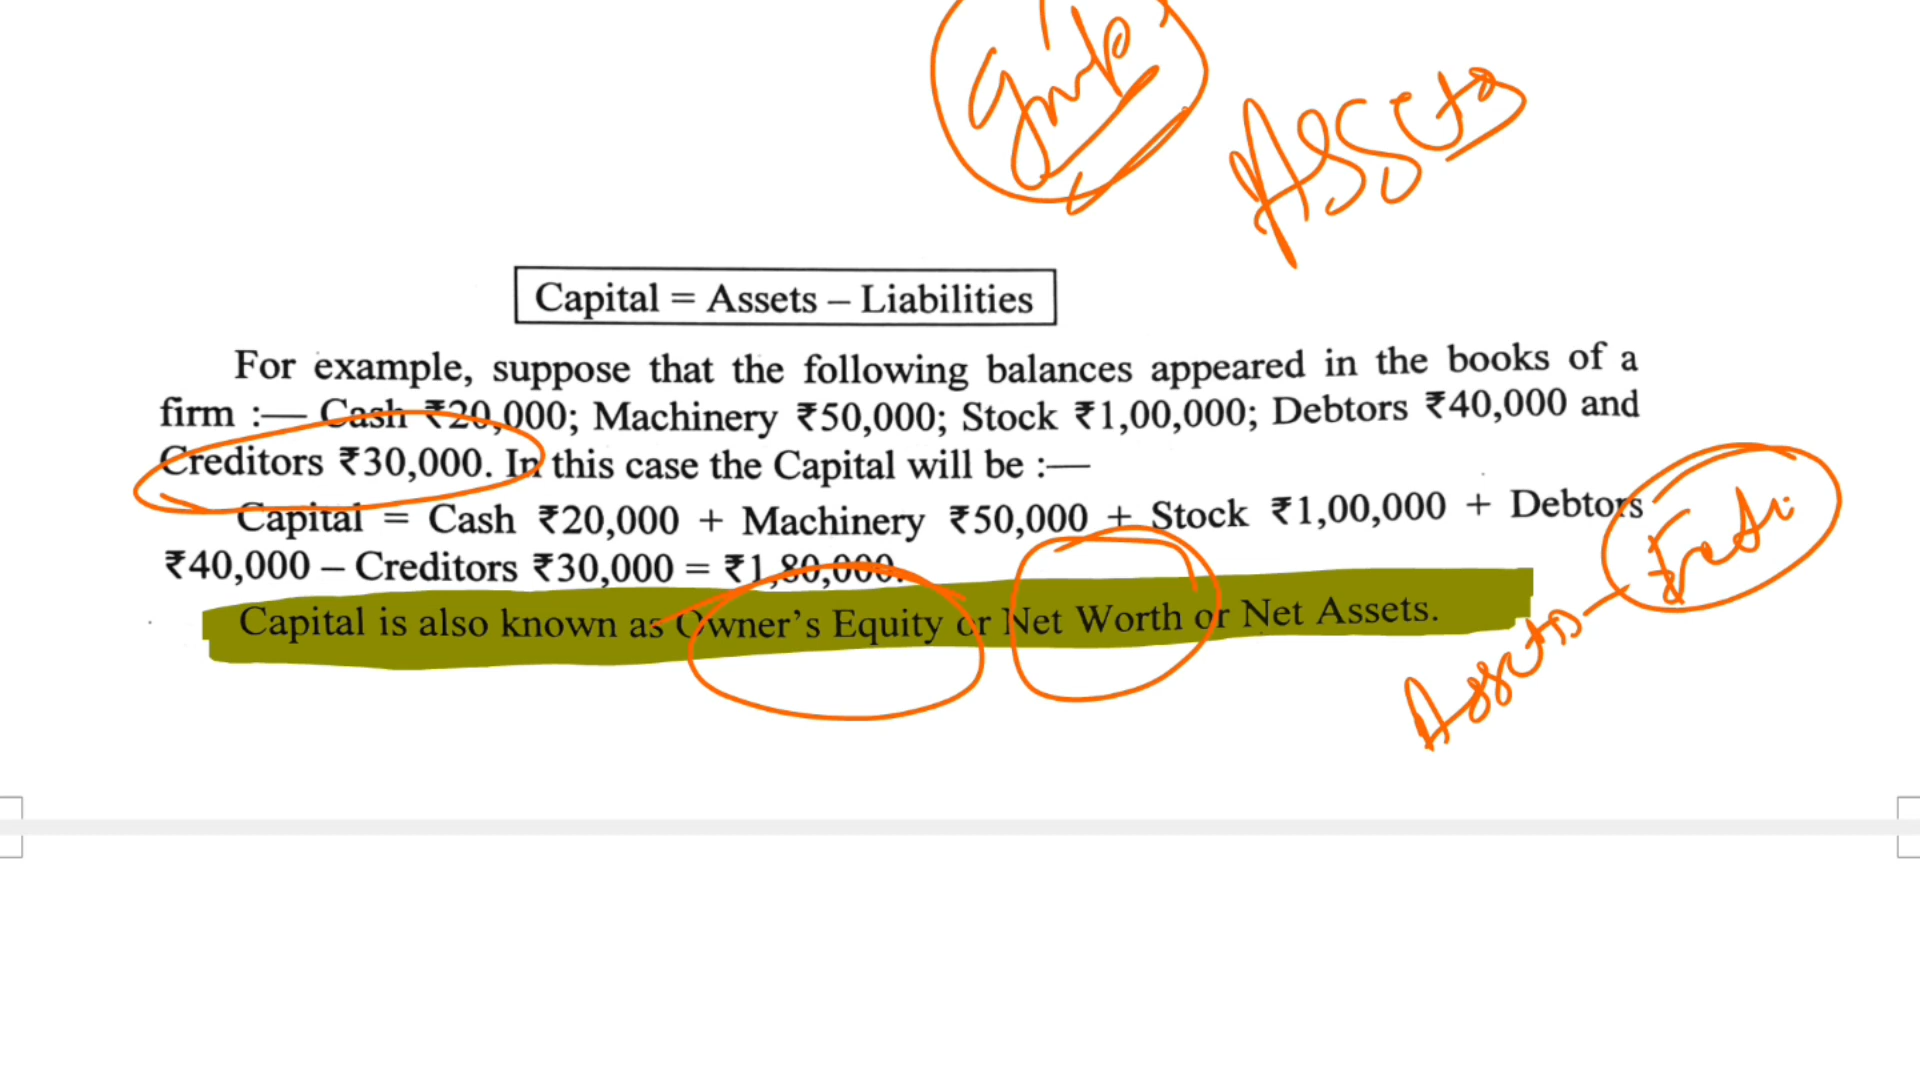 Assets
Capital = Assets – Liabilities
For example, suppose that the following balances appeared in the books of a
firm :— Cash ₹20,000; Machinery ₹50,000; Stock ₹1,00,000; Debtors ₹40,000 and
Creditors ₹30,000. In this case the Capital will be :—
Capital = Cash ₹20,000 + Machinery ₹50,000 + Stock ₹1,00,000 + Debtors
₹40,000 – Creditors ₹30,000 = ₹1,80,000.
Capital is also known as Owner's Equity or Net Worth or Net Assets.
Assets –